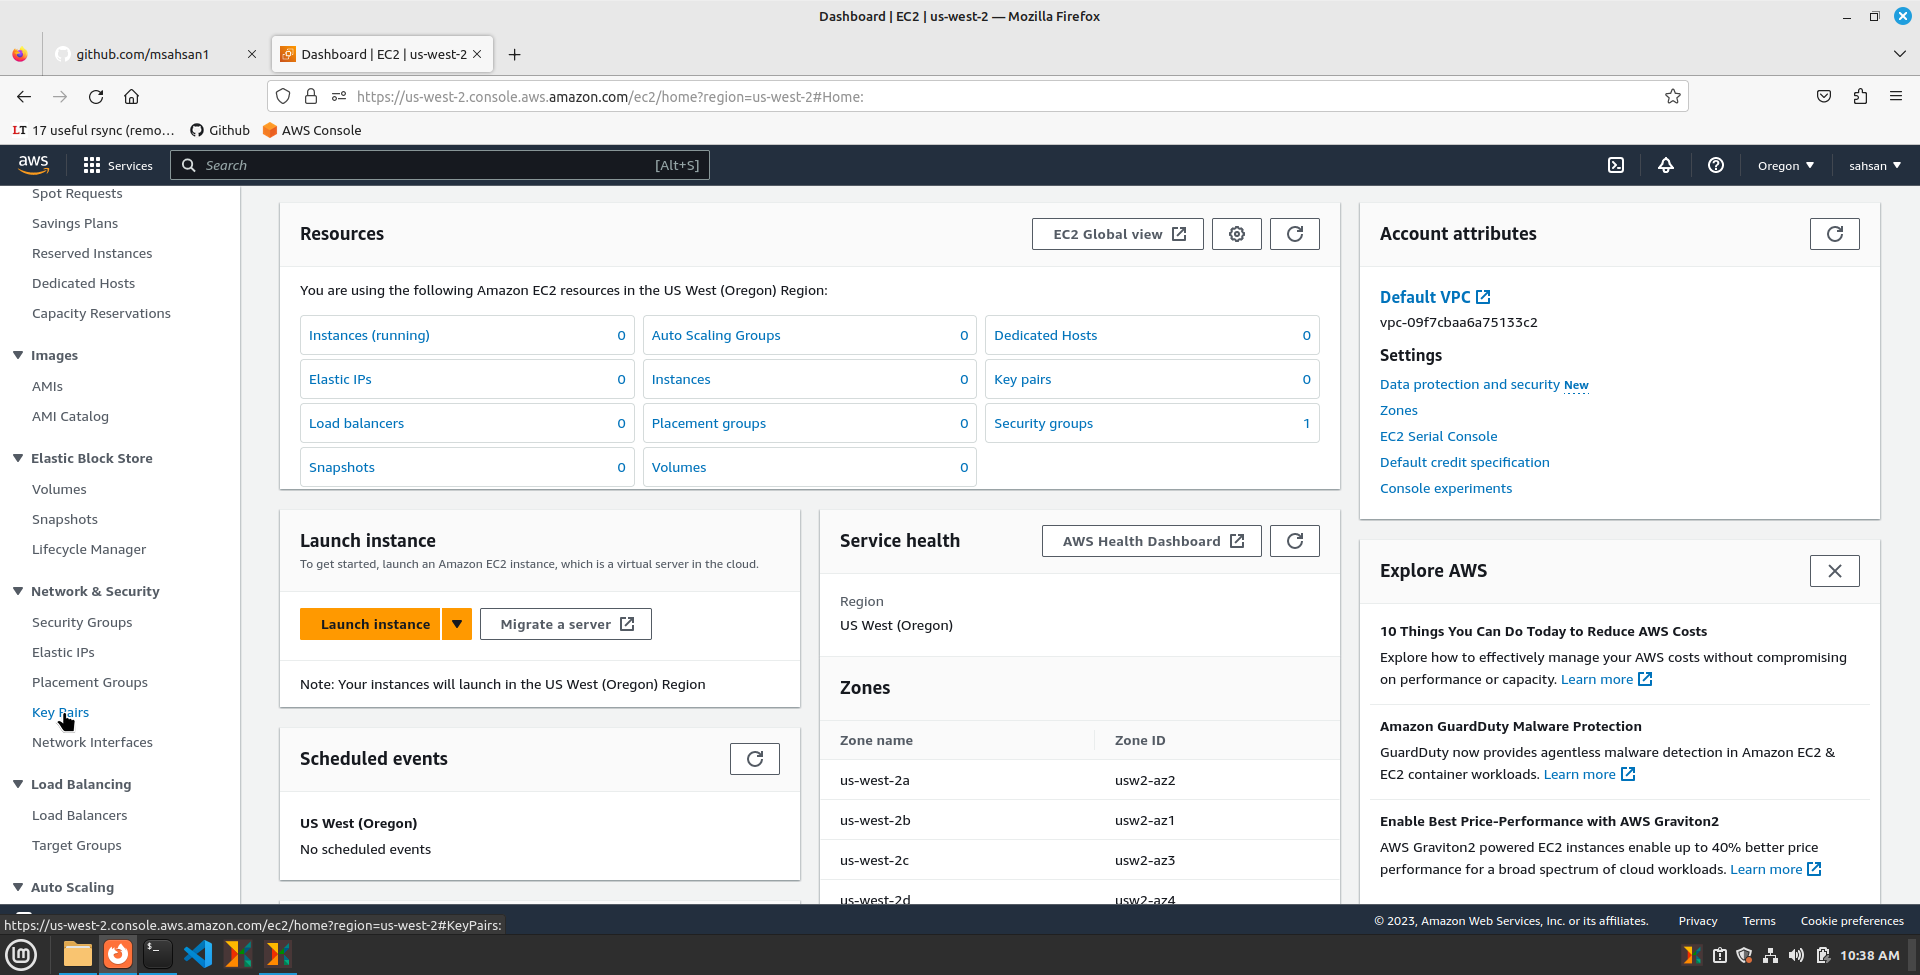 Dashboard | EC2 | us-west-2 — Mozilla Firefox
github.com/msahsan1
Dashboard | EC2 | us-west-2
https://us-west-2.console.aws.amazon.com/ec2/home?region=us-west-2#Home:
LT 17 useful rsync (remo…
Github
AWS Console
aws
Services
Search
[Alt+S]
Oregon
sahsan
Spot Requests
Savings Plans
Reserved Instances
Dedicated Hosts
Capacity Reservations
Images
AMIs
AMI Catalog
Elastic Block Store
Volumes
Snapshots
Lifecycle Manager
Network & Security
Security Groups
Elastic IPs
Placement Groups
Key Pairs
Network Interfaces
Load Balancing
Load Balancers
Target Groups
Auto Scaling
Resources
EC2 Global view
You are using the following Amazon EC2 resources in the US West (Oregon) Region:
Instances (running) 0
Auto Scaling Groups 0
Dedicated Hosts 0
Elastic IPs 0
Instances 0
Key pairs 0
Load balancers 0
Placement groups 0
Security groups 1
Snapshots 0
Volumes 0
Launch instance
To get started, launch an Amazon EC2 instance, which is a virtual server in the cloud.
Launch instance
Migrate a server
Note: Your instances will launch in the US West (Oregon) Region
Scheduled events
US West (Oregon)
No scheduled events
Service health
AWS Health Dashboard
Region
US West (Oregon)
Zones
Zone name
Zone ID
us-west-2a
usw2-az2
us-west-2b
usw2-az1
us-west-2c
usw2-az3
us-west-2d
usw2-az4
Account attributes
Default VPC
vpc-09f7cbaa6a75133c2
Settings
Data protection and security New
Zones
EC2 Serial Console
Default credit specification
Console experiments
Explore AWS
10 Things You Can Do Today to Reduce AWS Costs
Explore how to effectively manage your AWS costs without compromising
on performance or capacity. Learn more
Amazon GuardDuty Malware Protection
GuardDuty now provides agentless malware detection in Amazon EC2 &
EC2 container workloads. Learn more
Enable Best Price-Performance with AWS Graviton2
AWS Graviton2 powered EC2 instances enable up to 40% better price
performance for a broad spectrum of cloud workloads. Learn more
https://us-west-2.console.aws.amazon.com/ec2/home?region=us-west-2#KeyPairs:
© 2023, Amazon Web Services, Inc. or its affiliates.
Privacy
Terms
Cookie preferences
10:38 AM